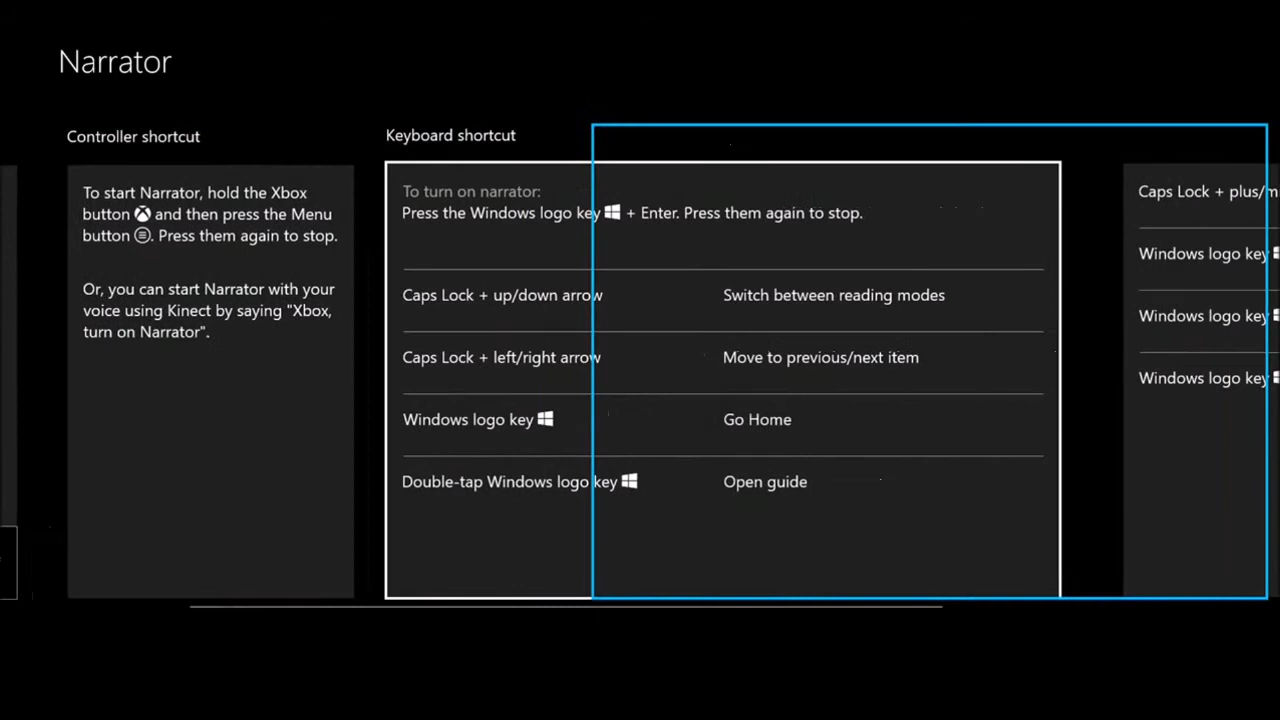 Narrator
Controller shortcut
To start Narrator, hold the Xbox
button and then press the Menu
button . Press them again to stop.
Or, you can start Narrator with your
voice using Kinect by saying "Xbox,
turn on Narrator".
Keyboard shortcut
To turn on narrator:
Press the Windows logo key + Enter. Press them again to stop.
Caps Lock + up/down arrow Switch between reading modes
Caps Lock + left/right arrow Move to previous/next item
Windows logo key Go Home
Double-tap Windows logo key Open guide
Caps Lock + plus/m
Windows logo key
Windows logo key
Windows logo key